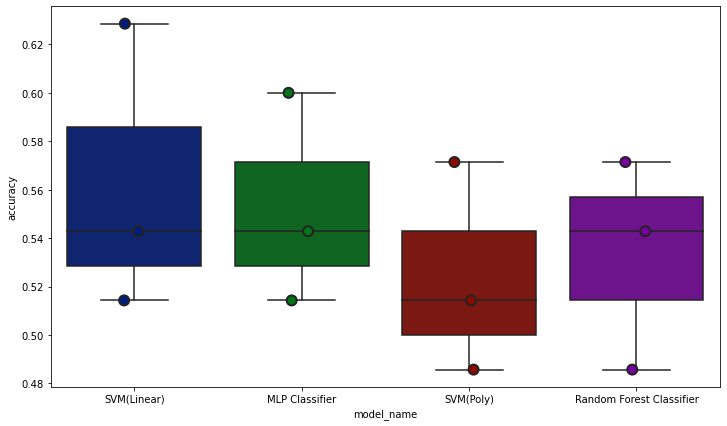 accuracy
0.62
0.60
0.58
0.56
0.54
0.52
0.50
0.48
SVM(Linear)
MLP Classifier
SVM(Poly)
Random Forest Classifier
model_name